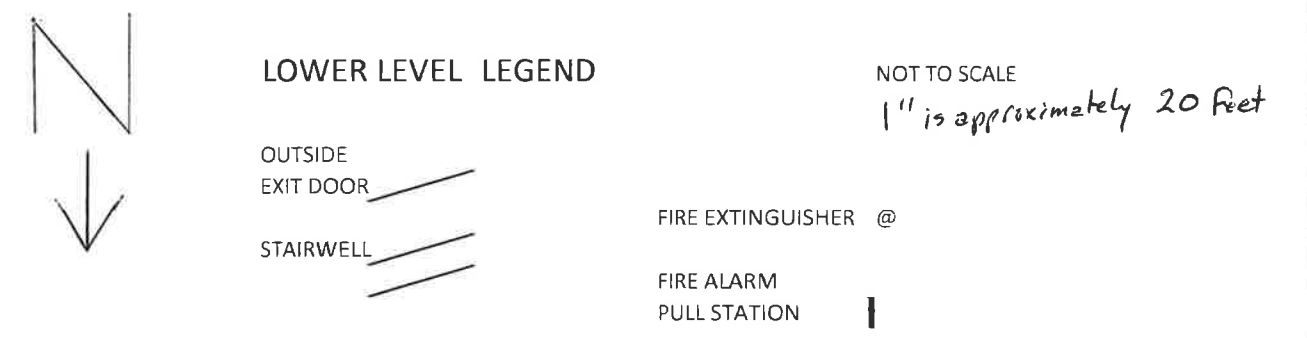 N
LOWER LEVEL LEGEND
NOT TO SCALE
1" is approximately 20 feet
OUTSIDE
EXIT DOOR
STAIRWELL
FIRE EXTINGUISHER @
FIRE ALARM
PULL STATION